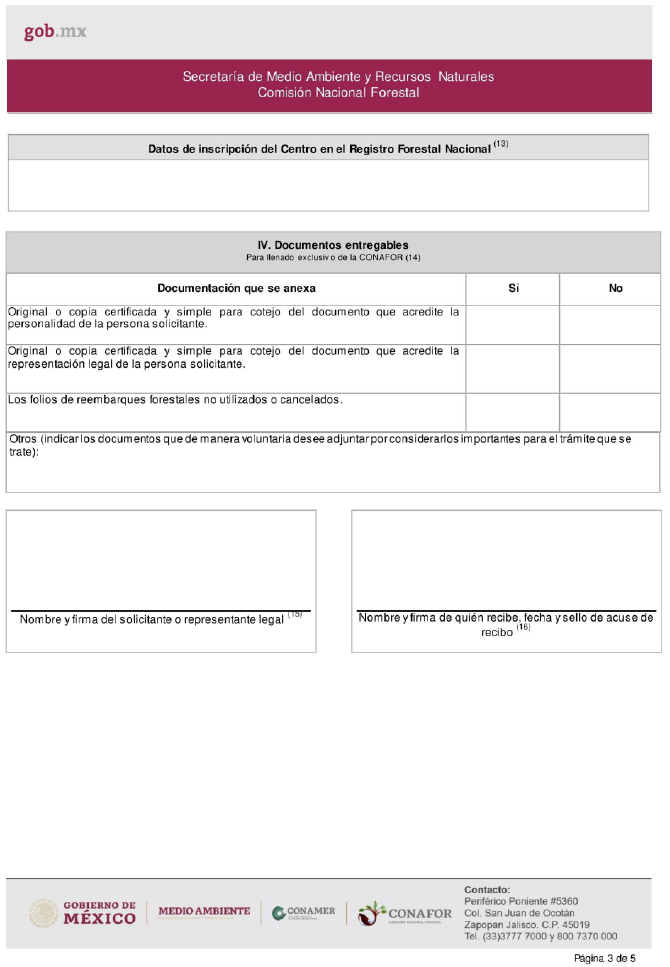 gob.mx
Secretaría de Medio Ambiente y Recursos Naturales
Comisión Nacional Forestal
Datos de inscripción del Centro en el Registro Forestal Nacional (13)
IV. Documentos entregables
Para llenado exclusivo de la CONAFOR (14)
Documentación que se anexa Sí No
Original o copia certificada y simple para cotejo del documento que acredite la
personalidad de la persona solicitante.
Original o copia certificada y simple para cotejo del documento que acredite la
representación legal de la persona solicitante.
Los folios de reembarques forestales no utilizados o cancelados.
Otros (indicar los documentos que de manera voluntaria desee adjuntar por considerarlos importantes para el trámite que se
trate):
Nombre y firma del solicitante o representante legal (15)
Nombre y firma de quién recibe, fecha y sello de acuse de
recibo (16)
GOBIERNO DE
MÉXICO
MEDIO AMBIENTE
CONAMER
CONAFOR
Contacto:
Periférico Poniente #5360
Col. San Juan de Ocotán
Zapopan Jalisco. C.P. 45019
Tel. (33)3777 7000 y 800 7370 000
Página 3 de 5